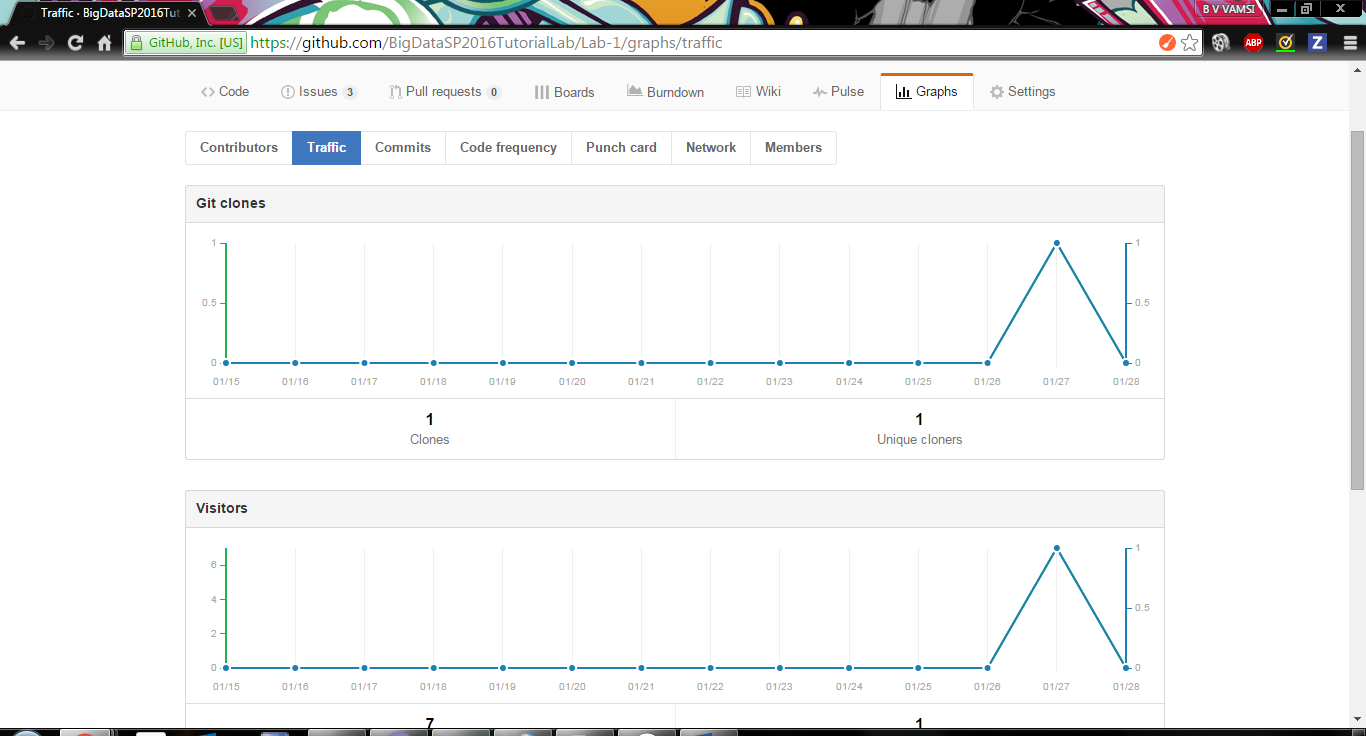 Traffic · BigDataSP2016Tut
B V VAMSI
GitHub, Inc. [US] https://github.com/BigDataSP2016TutorialLab/Lab-1/graphs/traffic
ABP
Z
Code Issues 3 Pull requests 0 Boards Burndown Wiki Pulse Graphs Settings
Contributors Traffic Commits Code frequency Punch card Network Members
Git clones
1 1
0.5 0.5
0 0
01/15 01/16 01/17 01/18 01/19 01/20 01/21 01/22 01/23 01/24 01/25 01/26 01/27 01/28
1 1
Clones Unique cloners
Visitors
1
6
4 0.5
2
0 0
01/15 01/16 01/17 01/18 01/19 01/20 01/21 01/22 01/23 01/24 01/25 01/26 01/27 01/28
7 1